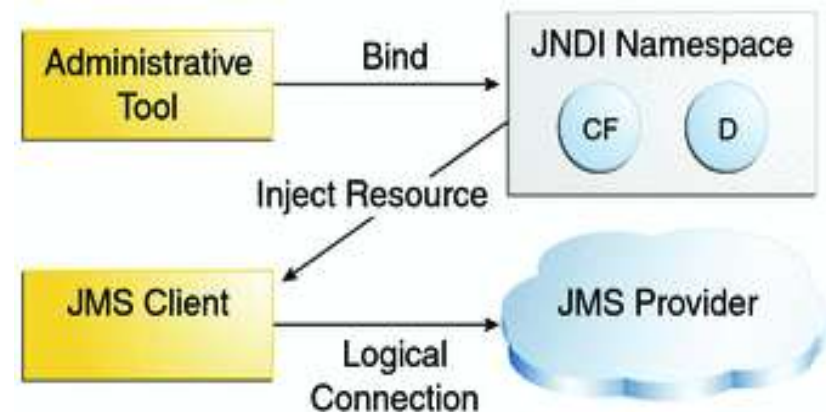 Administrative
Tool
Bind
JNDI Namespace
CF
D
Inject Resource
JMS Client
Logical
Connection
JMS Provider